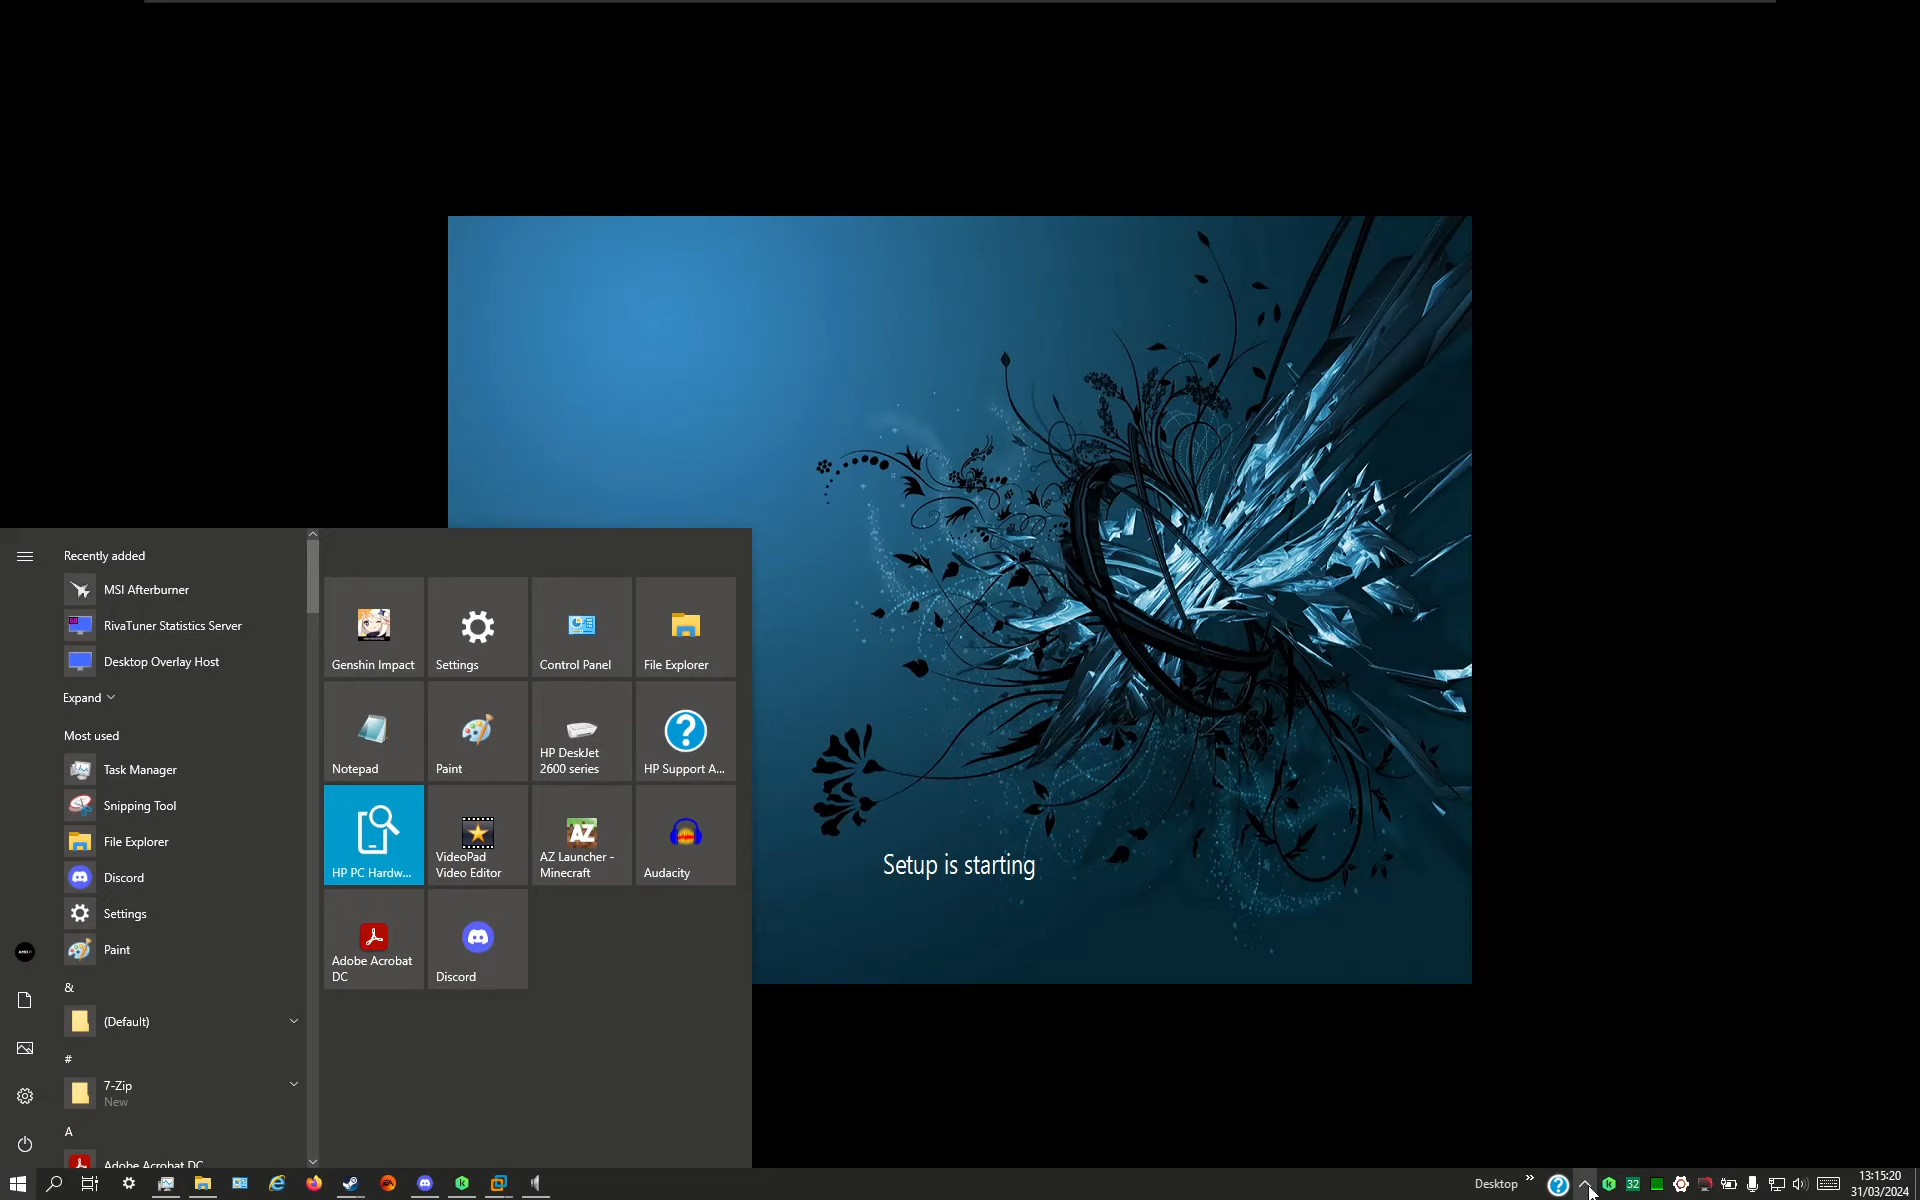 Setup is starting
Recently added
MSI Afterburner
RivaTuner Statistics Server
Desktop Overlay Host
Expand
Most used
Task Manager
Snipping Tool
File Explorer
Discord
Settings
Paint
&
(Default)
#
7-Zip
New
A
Adobe Acrobat DC
Genshin Impact
Settings
Control Panel
File Explorer
Notepad
Paint
HP DeskJet
2600 series
HP Support A...
HP PC Hardw...
VideoPad
Video Editor
AZ
AZ Launcher -
Minecraft
Audacity
Adobe Acrobat
DC
Discord
Desktop
32
13:15:20
31/03/2024